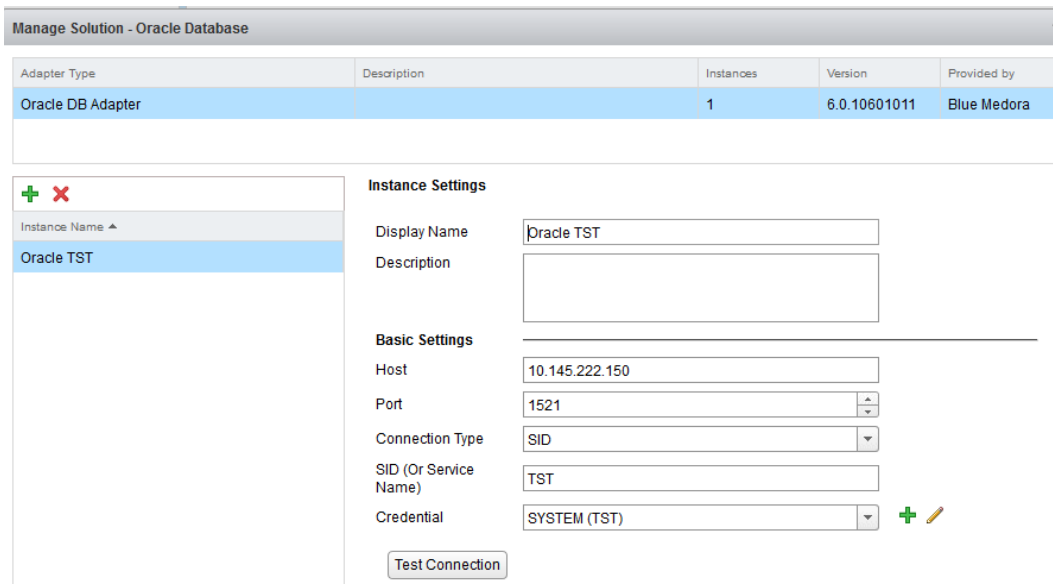 Manage Solution - Oracle Database
Adapter Type Description Instances Version Provided by
Oracle DB Adapter 1 6.0.10601011 Blue Medora
Instance Settings
Instance Name
Oracle TST
Display Name Oracle TST
Description
Basic Settings
Host 10.145.222.150
Port 1521
Connection Type SID
SID (Or Service
Name) TST
Credential SYSTEM (TST)
Test Connection